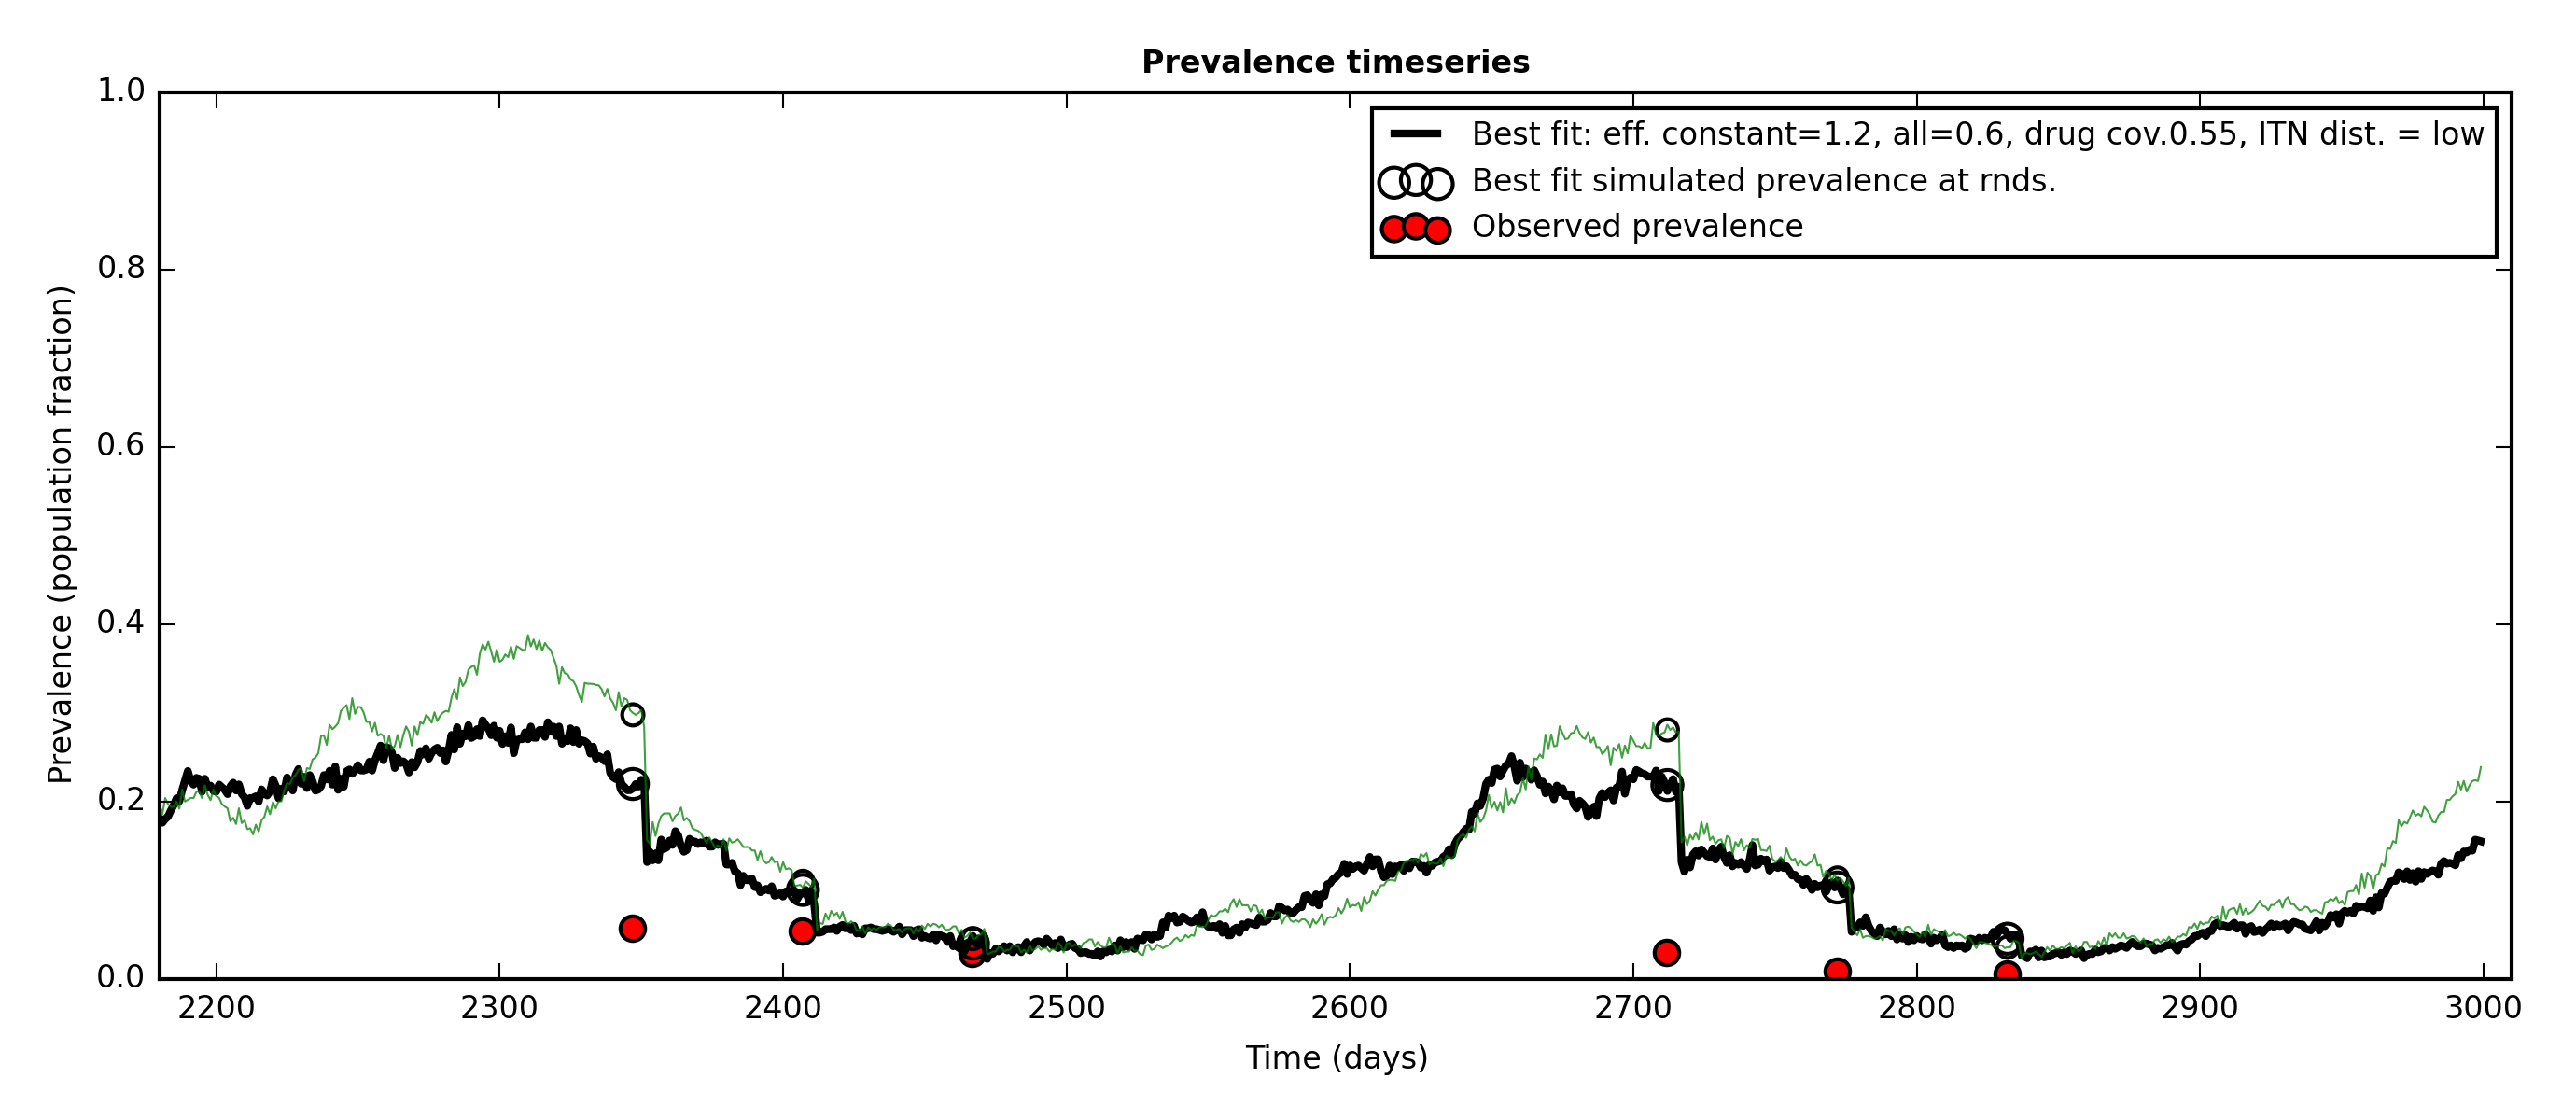 Prevalence timeseries
Best fit: eff. constant=1.2, all=0.6, drug cov.0.55, ITN dist. = low
Best fit simulated prevalence at rnds.
Observed prevalence
Prevalence (population fraction)
1.0
0.8
0.6
0.4
0.2
0.0
2200 2300 2400 2500 2600 2700 2800 2900 3000
Time (days)